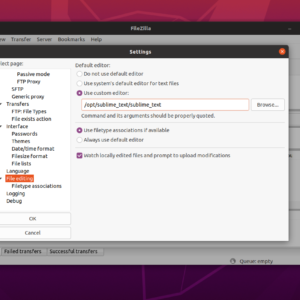 FileZilla
ew Transfer Server Bookmarks Help
Settings
lect page:
Passive mode
FTP Proxy
SFTP
Generic proxy
Transfers
FTP: File Types
File exists action
Interface
Passwords
Themes
Date/time format
Filesize format
File lists
Language
File editing
Filetype associations
Logging
Debug
OK
Cancel
Default editor:
Do not use default editor
Use system's default editor for text files
Use custom editor:
/opt/sublime_text/sublime_text
Browse...
Command and its arguments should be properly quoted.
Use filetype associations if available
Always use default editor
Watch locally edited files and prompt to upload modifications
Failed transfers Successful transfers
Queue: empty